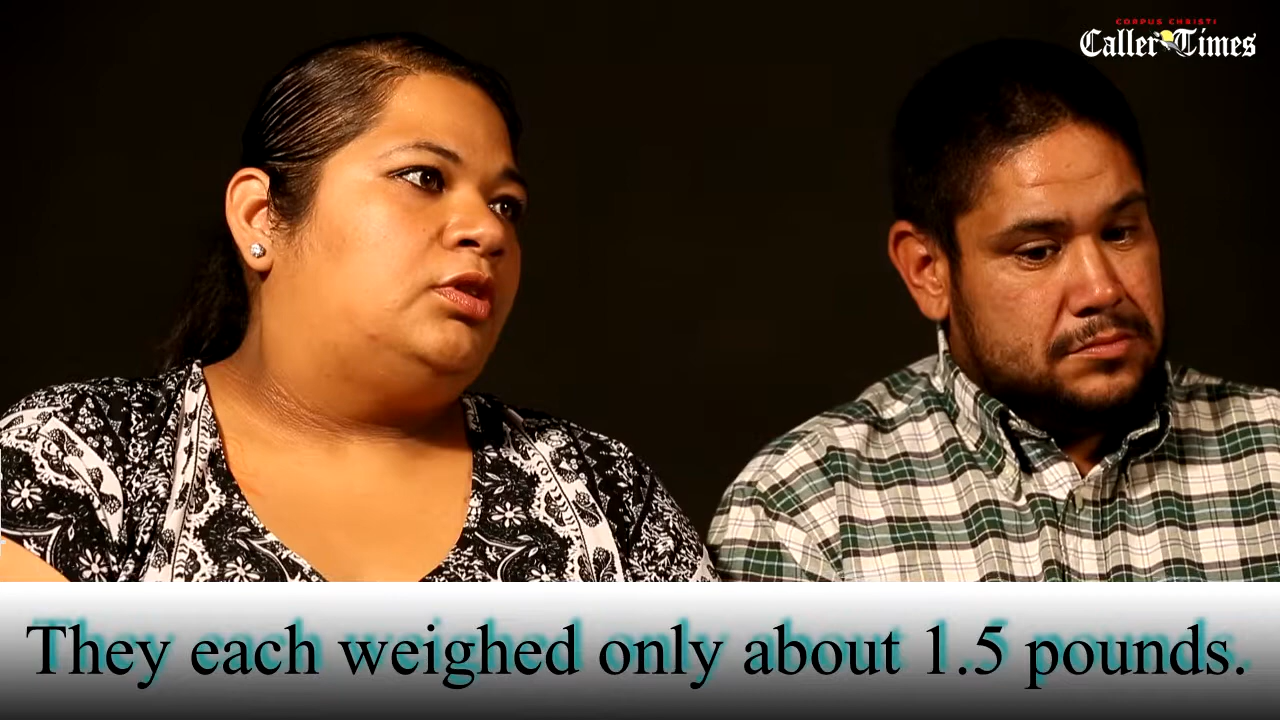 CORPUS CHRISTI
Caller Times
They each weighed only about 1.5 pounds.